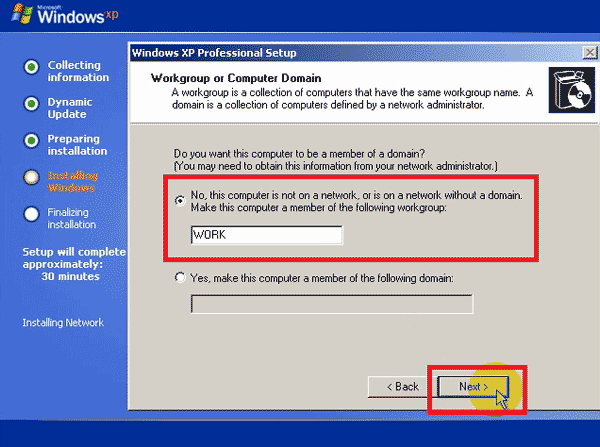 Microsoft
Windows xp
Collecting
information
Dynamic
Update
Preparing
installation
Installing
Windows
Finalizing
installation
Setup will complete
approximately:
30 minutes
Installing Network
Windows XP Professional Setup
Workgroup or Computer Domain
A workgroup is a collection of computers that have the same workgroup name. A
domain is a collection of computers defined by a network administrator.
Do you want this computer to be a member of a domain?
(You may need to obtain this information from your network administrator.)
No, this computer is not on a network, or is on a network without a domain.
Make this computer a member of the following workgroup:
WORK
Yes, make this computer a member of the following domain:
< Back
Next >